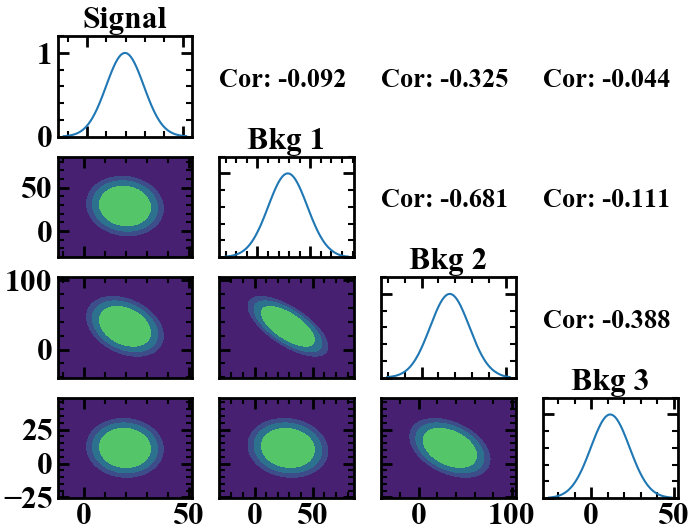 Signal
1
0
Cor: -0.092 Cor: -0.325 Cor: -0.044
Bkg 1
50
0
Cor: -0.681 Cor: -0.111
Bkg 2
100
0
Cor: -0.388
Bkg 3
25
0
−25
0 50 0 50 0 100 0 50